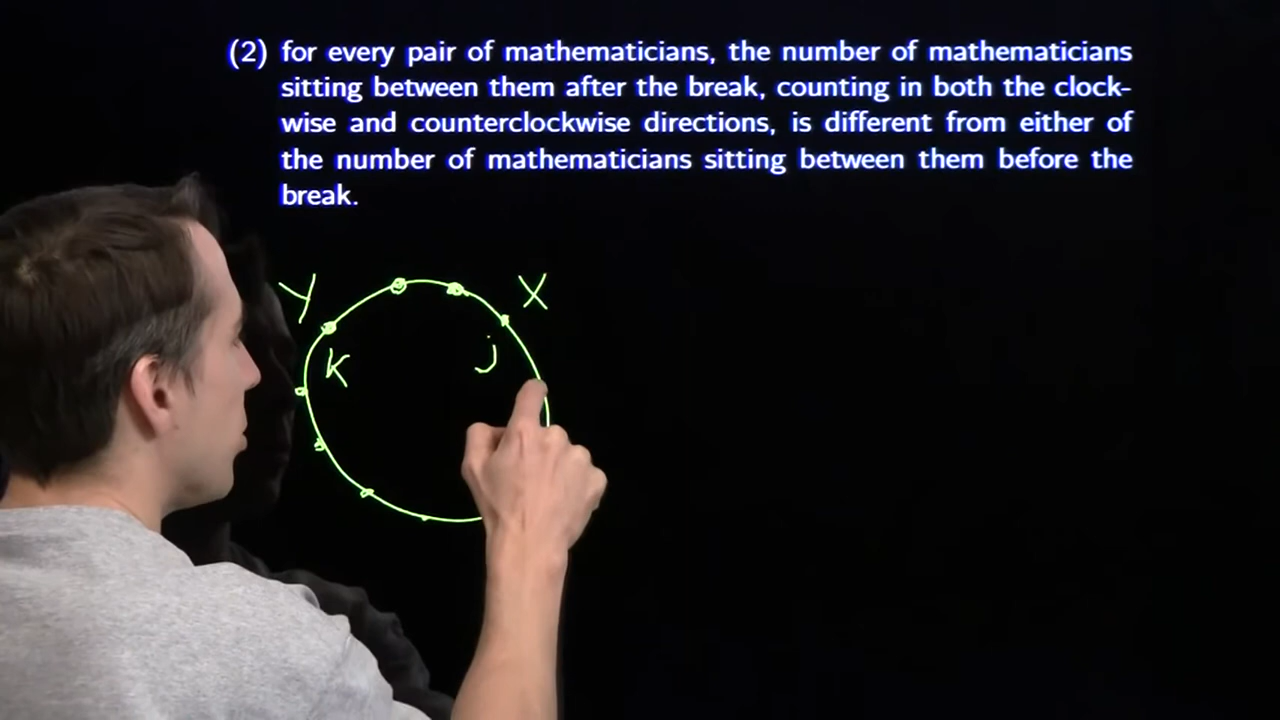 (2) for every pair of mathematicians, the number of mathematicians
sitting between them after the break, counting in both the clock-
wise and counterclockwise directions, is different from either of
the number of mathematicians sitting between them before the
break.
Y X
K j